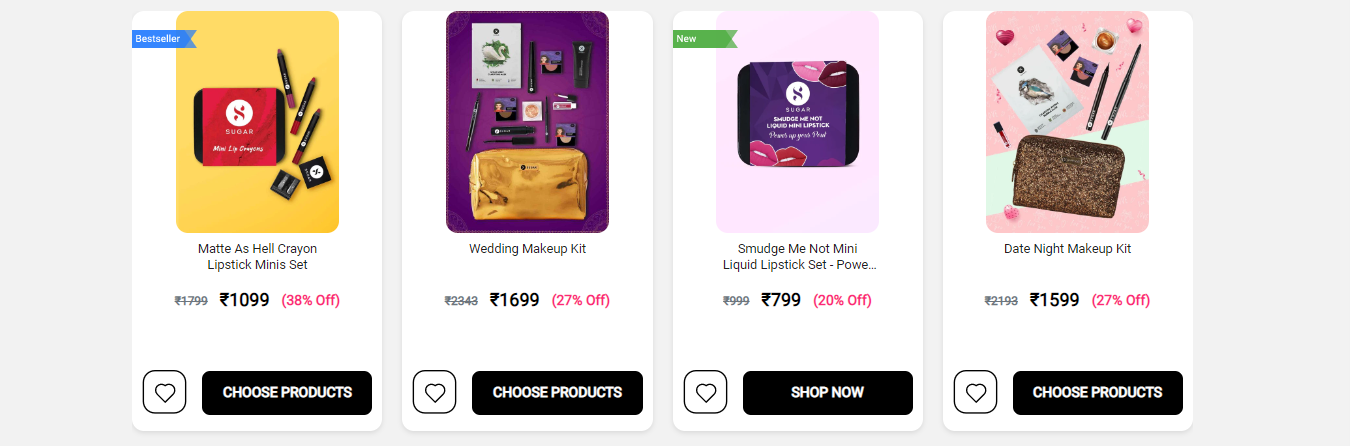 Bestseller
SUGAR
Mini Lip Crayons
Matte As Hell Crayon
Lipstick Minis Set
₹1799 ₹1099 (38% Off)
CHOOSE PRODUCTS
Wedding Makeup Kit
₹2343 ₹1699 (27% Off)
CHOOSE PRODUCTS
New
SUGAR
SMUDGE ME NOT
LIQUID MINI LIPSTICK
Power up your Pout
Smudge Me Not Mini
Liquid Lipstick Set - Powe...
₹999 ₹799 (20% Off)
SHOP NOW
Date Night Makeup Kit
₹2193 ₹1599 (27% Off)
CHOOSE PRODUCTS